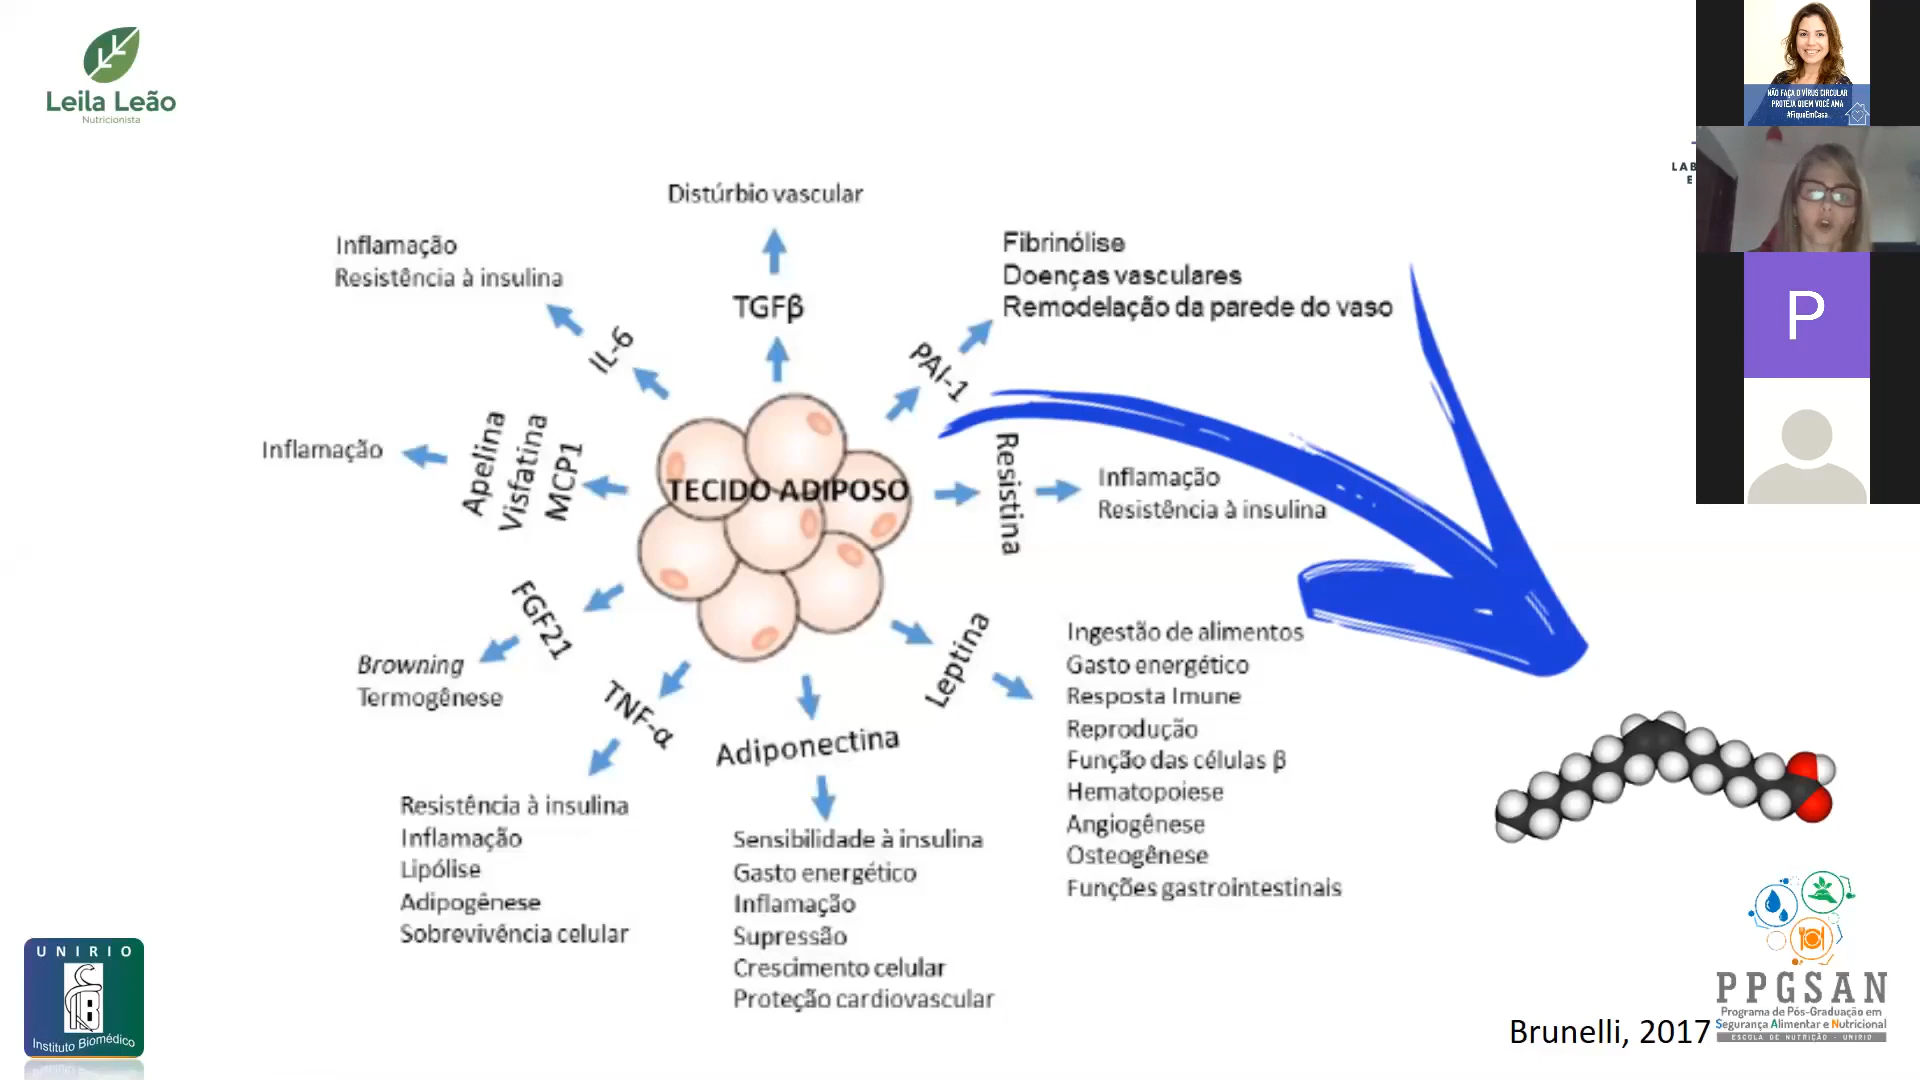 Leila Leão
Nutricionista
NÃO FAÇA O VÍRUS CIRCULAR
PROTEJA QUEM VOCÊ AMA
#FiqueEmCasa
LAB
E
P
Distúrbio vascular
TGFβ
Inflamação
Resistência à insulina
IL-6
Fibrinólise
Doenças vasculares
Remodelação da parede do vaso
PAI-1
Inflamação
Apelina
Visfatina
MCP1
TECIDO ADIPOSO
Resistina
Inflamação
Resistência à insulina
FGF21
Browning
Termogênese
TNF-α
Resistência à insulina
Inflamação
Lipólise
Adipogênese
Sobrevivência celular
Adiponectina
Sensibilidade à insulina
Gasto energético
Inflamação
Supressão
Crescimento celular
Proteção cardiovascular
Leptina
Ingestão de alimentos
Gasto energético
Resposta Imune
Reprodução
Função das células β
Hematopoiese
Angiogênese
Osteogênese
Funções gastrointestinais
UNIRIO
IB
Instituto Biomédico
Brunelli, 2017
PPGSAN
Programa de Pós-Graduação em
Segurança Alimentar e Nutricional
ESCOLA DE NUTRIÇÃO - UNIRIO